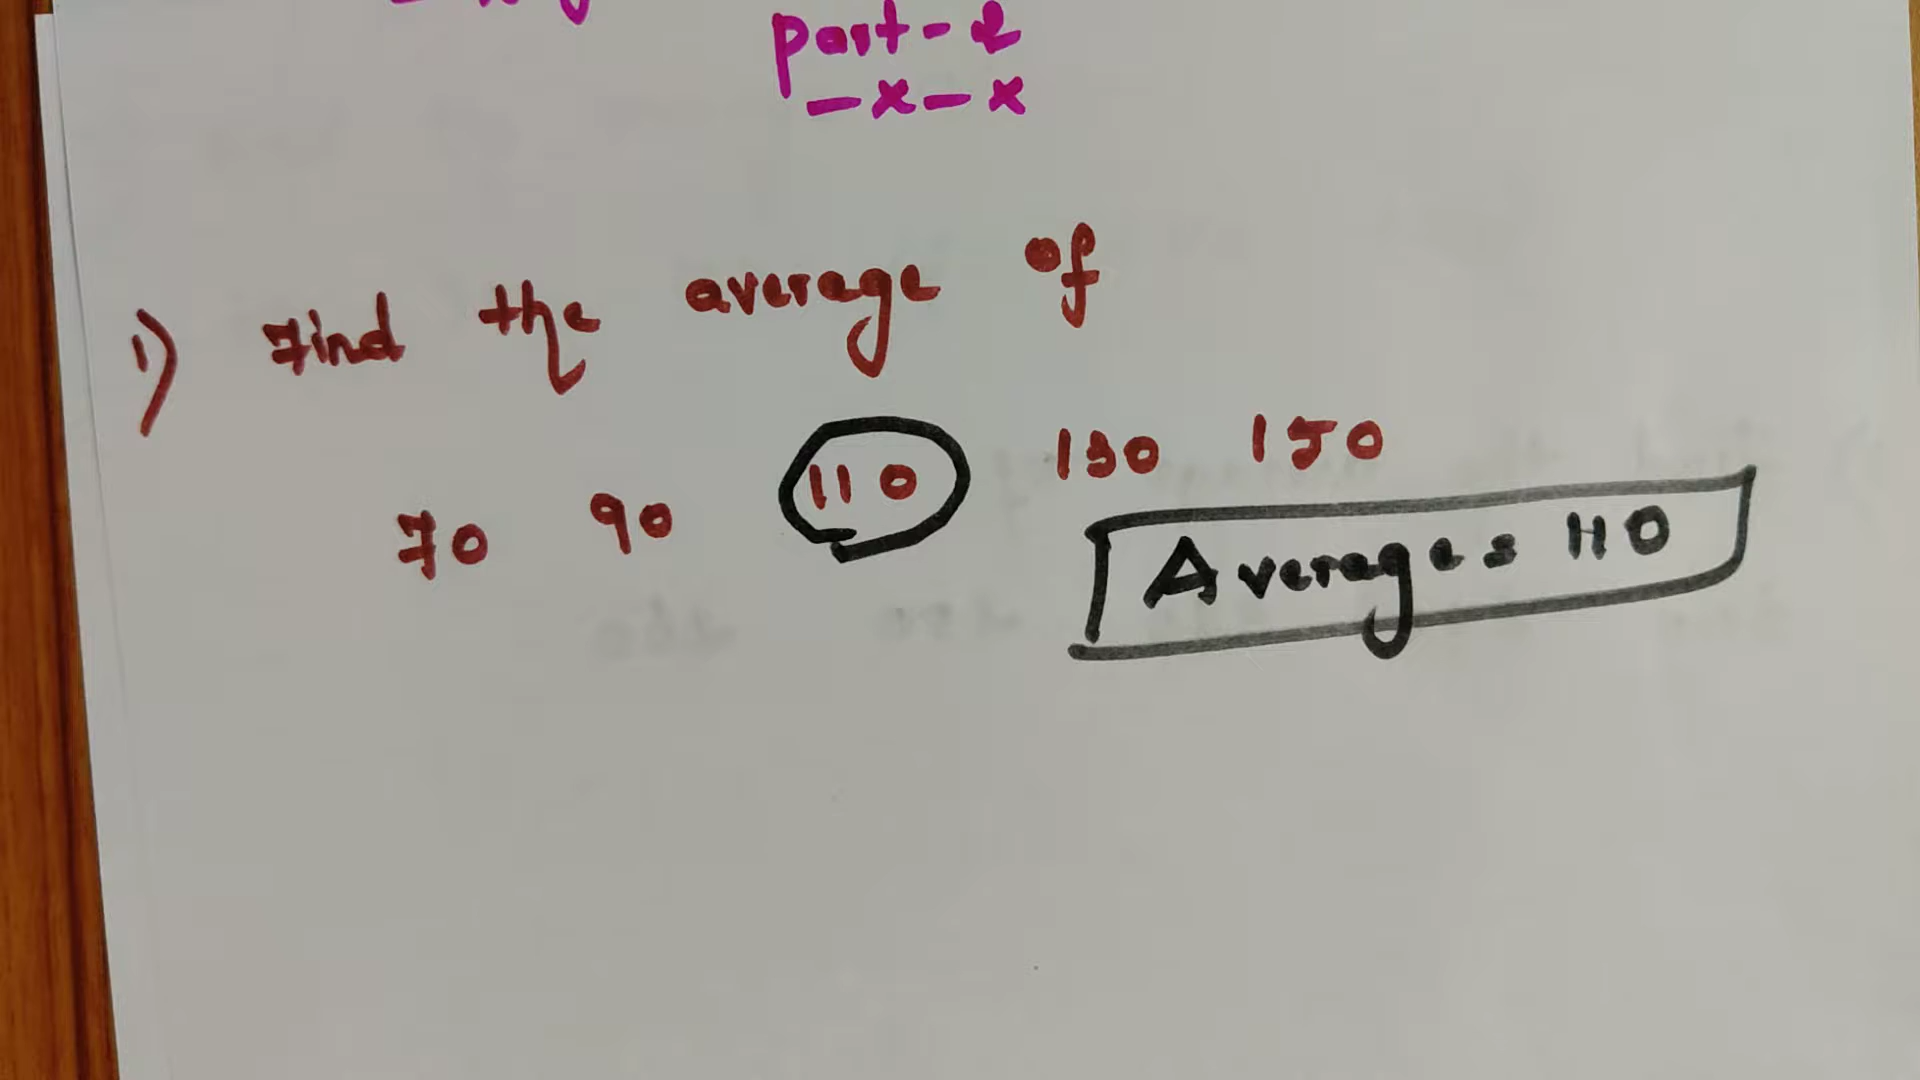 part-2
-x-x
1) Find the average of
70 90 110 130 150
Average = 110